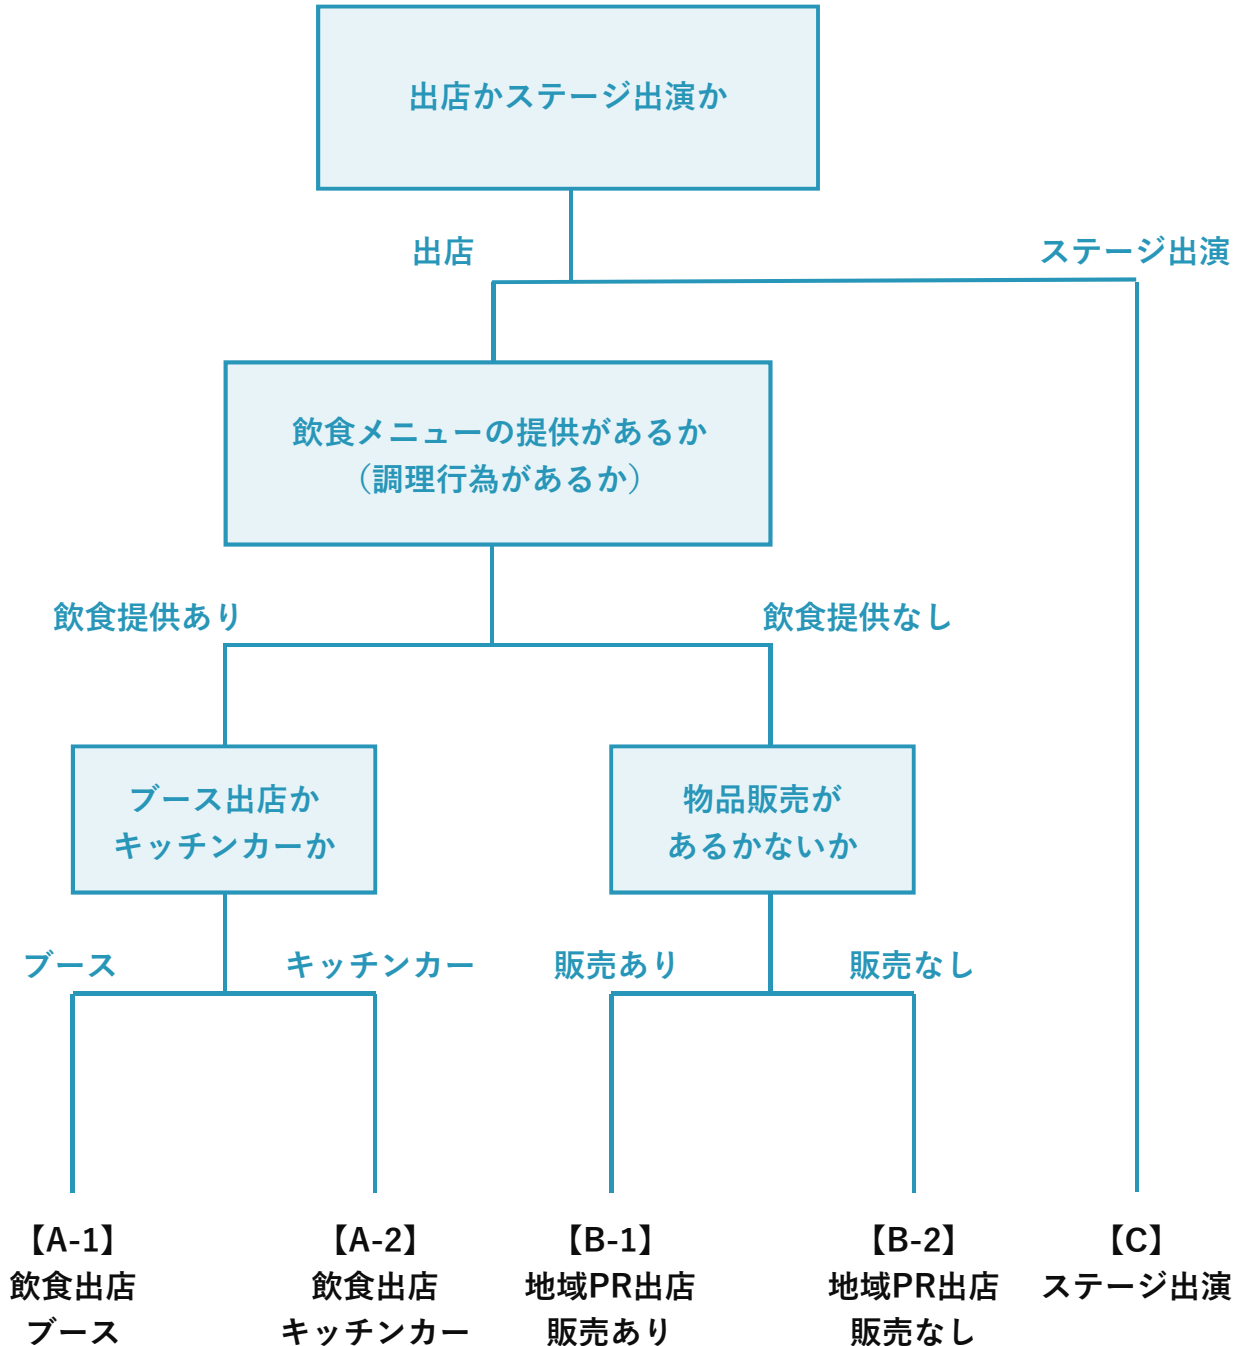 出店かステージ出演か
出店
ステージ出演
飲食メニューの提供があるか
（調理行為があるか）
飲食提供あり
飲食提供なし
ブース出店か
キッチンカーか
物品販売が
あるかないか
ブース
キッチンカー
販売あり
販売なし
【A-1】
飲食出店
ブース
【A-2】
飲食出店
キッチンカー
【B-1】
地域PR出店
販売あり
【B-2】
地域PR出店
販売なし
【C】
ステージ出演